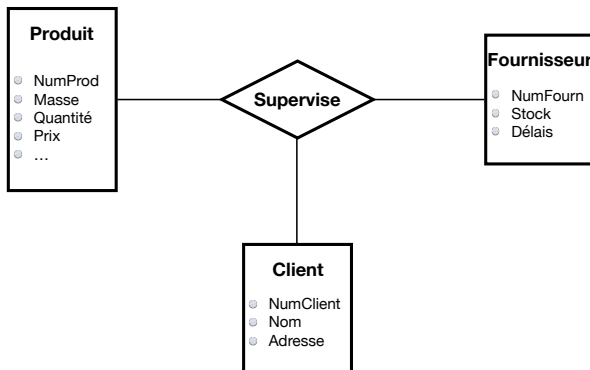 Produit
NumProd
Masse
Quantité
Prix
...
Supervise
Fournisseur
NumFourn
Stock
Délais
Client
NumClient
Nom
Adresse